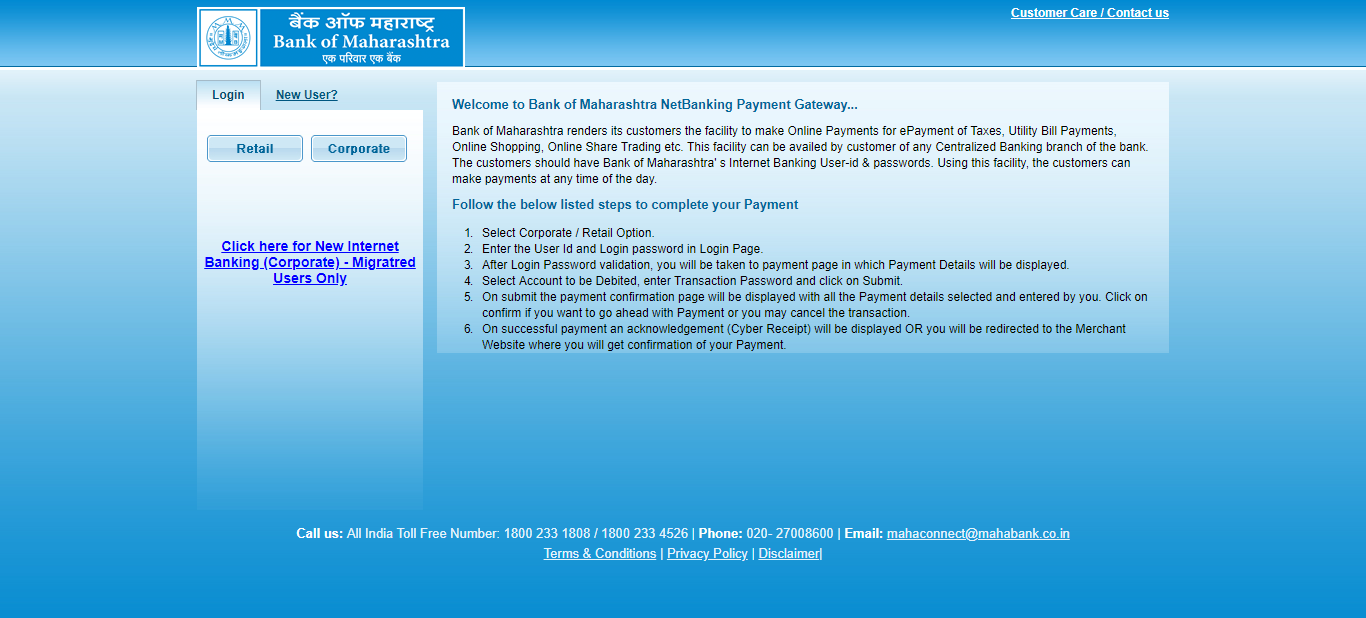 Customer Care / Contact us
बैंक ऑफ महाराष्ट्र
Bank of Maharashtra
एक परिवार एक बैंक
Login
New User?
Retail
Corporate
Click here for New Internet
Banking (Corporate) - Migratred
Users Only
Welcome to Bank of Maharashtra NetBanking Payment Gateway...
Bank of Maharashtra renders its customers the facility to make Online Payments for ePayment of Taxes, Utility Bill Payments,
Online Shopping, Online Share Trading etc. This facility can be availed by customer of any Centralized Banking branch of the bank.
The customers should have Bank of Maharashtra' s Internet Banking User-id & passwords. Using this facility, the customers can
make payments at any time of the day.
Follow the below listed steps to complete your Payment
1. Select Corporate / Retail Option.
2. Enter the User Id and Login password in Login Page.
3. After Login Password validation, you will be taken to payment page in which Payment Details will be displayed.
4. Select Account to be Debited, enter Transaction Password and click on Submit.
5. On submit the payment confirmation page will be displayed with all the Payment details selected and entered by you. Click on
confirm if you want to go ahead with Payment or you may cancel the transaction.
6. On successful payment an acknowledgement (Cyber Receipt) will be displayed OR you will be redirected to the Merchant
Website where you will get confirmation of your Payment.
Call us: All India Toll Free Number: 1800 233 1808 / 1800 233 4526 | Phone: 020- 27008600 | Email: mahaconnect@mahabank.co.in
Terms & Conditions | Privacy Policy | Disclaimer|